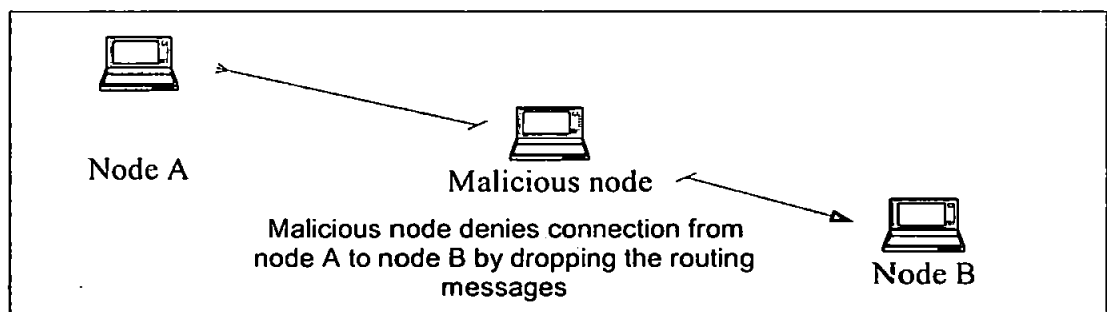 Node A
Malicious node
Malicious node denies connection from
node A to node B by dropping the routing
messages
Node B